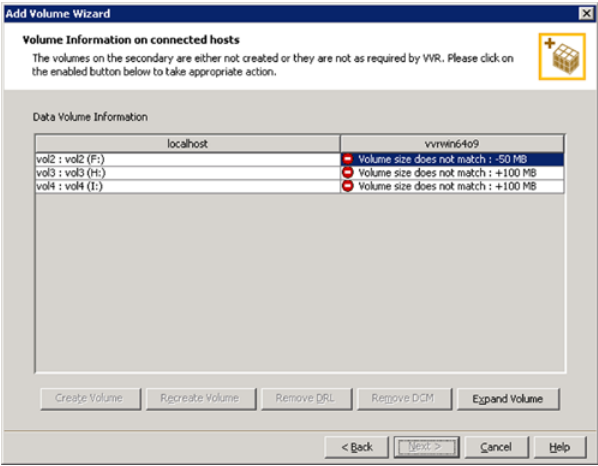 Add Volume Wizard
Volume Information on connected hosts
The volumes on the secondary are either not created or they are not as required by VVR. Please click on
the enabled button below to take appropriate action.
Data Volume Information
localhost vvrwin64o9
vol2 : vol2 (F:) Volume size does not match : -50 MB
vol3 : vol3 (H:) Volume size does not match : +100 MB
vol4 : vol4 (I:) Volume size does not match : +100 MB
Create Volume Recreate Volume Remove DRL Remove DCM Expand Volume
< Back Next > Cancel Help